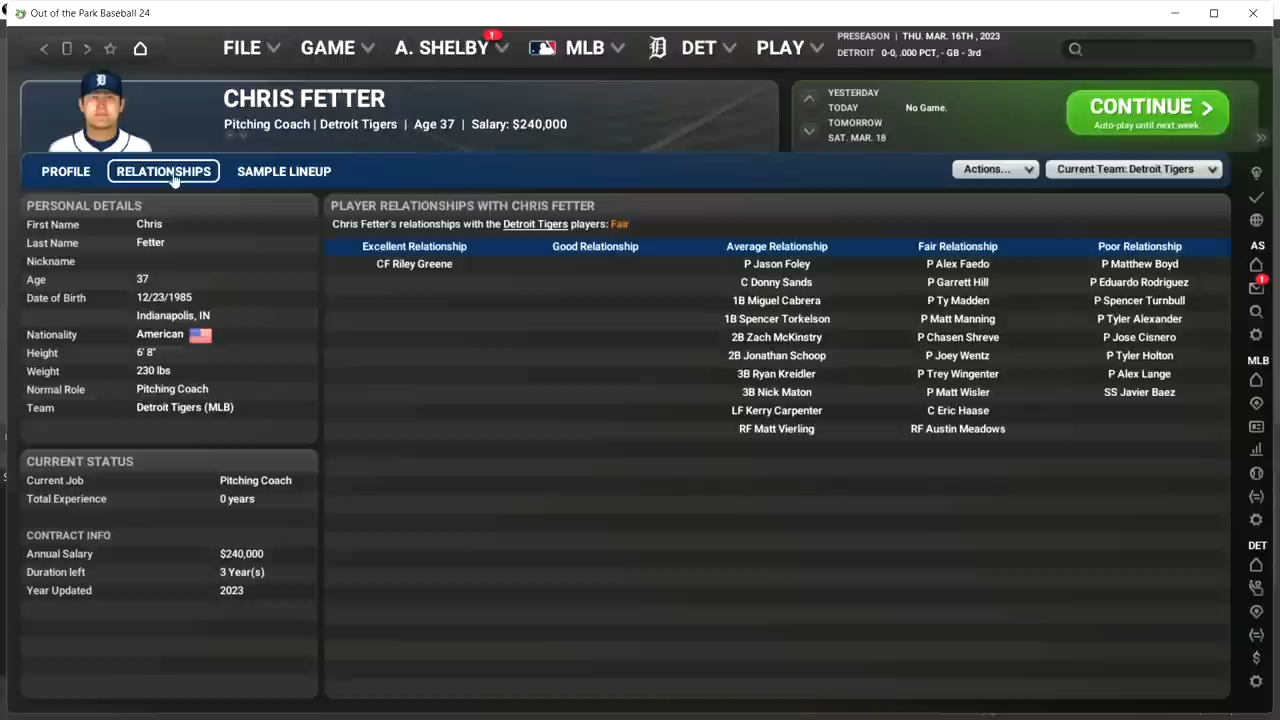 Out of the Park Baseball 24
FILE GAME A. SHELBY 1 MLB DET PLAY
PRESEASON | THU. MAR. 16TH , 2023
DETROIT 0-0, .000 PCT, - GB - 3rd
CHRIS FETTER
Pitching Coach | Detroit Tigers | Age 37 | Salary: $240,000
YESTERDAY
TODAY No Game.
TOMORROW
SAT. MAR. 18
CONTINUE >
Auto-play until next week
PROFILE RELATIONSHIPS SAMPLE LINEUP
Actions... Current Team: Detroit Tigers
PERSONAL DETAILS
First Name Chris
Last Name Fetter
Nickname
Age 37
Date of Birth 12/23/1985
Indianapolis, IN
Nationality American
Height 6' 8"
Weight 230 lbs
Normal Role Pitching Coach
Team Detroit Tigers (MLB)
CURRENT STATUS
Current Job Pitching Coach
Total Experience 0 years
CONTRACT INFO
Annual Salary $240,000
Duration left 3 Year(s)
Year Updated 2023
PLAYER RELATIONSHIPS WITH CHRIS FETTER
Chris Fetter's relationships with the Detroit Tigers players: Fair
Excellent Relationship Good Relationship Average Relationship Fair Relationship Poor Relationship
CF Riley Greene P Jason Foley P Alex Faedo P Matthew Boyd
C Donny Sands P Garrett Hill P Eduardo Rodriguez
1B Miguel Cabrera P Ty Madden P Spencer Turnbull
1B Spencer Torkelson P Matt Manning P Tyler Alexander
2B Zach McKinstry P Chasen Shreve P Jose Cisnero
2B Jonathan Schoop P Joey Wentz P Tyler Holton
3B Ryan Kreidler P Trey Wingenter P Alex Lange
3B Nick Maton P Matt Wisler SS Javier Baez
LF Kerry Carpenter C Eric Haase
RF Matt Vierling RF Austin Meadows
AS
1
MLB
DET